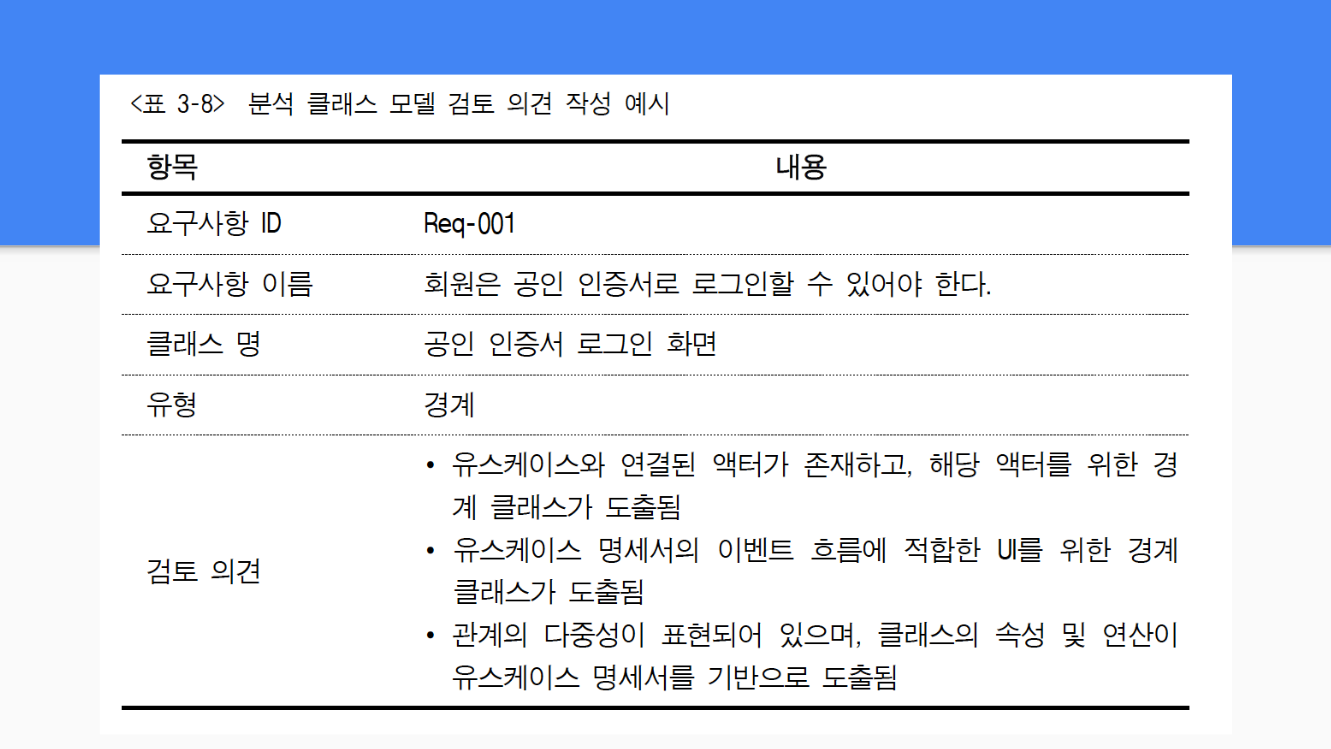 <표 3-8> 분석 클래스 모델 검토 의견 작성 예시
항목 내용
요구사항 ID Req-001
요구사항 이름 회원은 공인 인증서로 로그인할 수 있어야 한다.
클래스 명 공인 인증서 로그인 화면
유형 경계
검토 의견
• 유스케이스와 연결된 액터가 존재하고, 해당 액터를 위한 경
계 클래스가 도출됨
• 유스케이스 명세서의 이벤트 흐름에 적합한 UI를 위한 경계
클래스가 도출됨
• 관계의 다중성이 표현되어 있으며, 클래스의 속성 및 연산이
유스케이스 명세서를 기반으로 도출됨